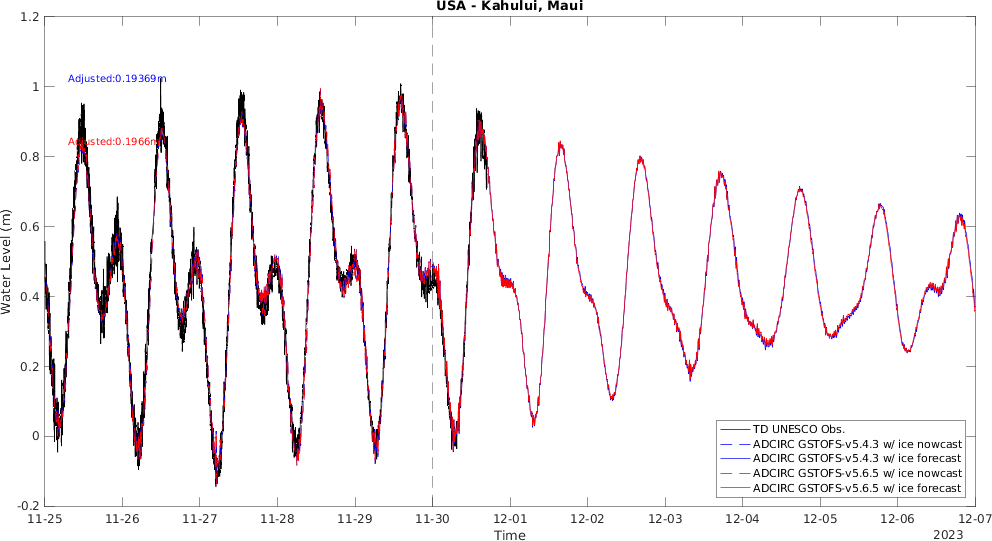 USA - Kahului, Maui
1.2
1
0.8
0.6
0.4
0.2
0
-0.2
Water Level (m)
Adjusted:0.19369m
Adjusted:0.1966m
TD UNESCO Obs.
ADCIRC GSTOFS-v5.4.3 w/ ice nowcast
ADCIRC GSTOFS-v5.4.3 w/ ice forecast
ADCIRC GSTOFS-v5.6.5 w/ ice nowcast
ADCIRC GSTOFS-v5.6.5 w/ ice forecast
11-25 11-26 11-27 11-28 11-29 11-30 12-01 12-02 12-03 12-04 12-05 12-06 12-07
Time
2023